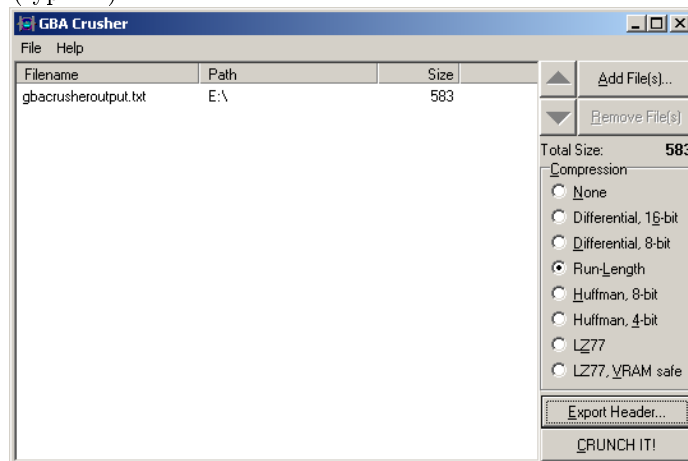 GBA Crusher
File Help
Filename Path Size
gbacrusheroutput.txt E:\ 583
Add File(s)...
Remove File(s)
Total Size: 583
Compression
None
Differential, 16-bit
Differential, 8-bit
Run-Length
Huffman, 8-bit
Huffman, 4-bit
LZ77
LZ77, VRAM safe
Export Header...
CRUNCH IT!